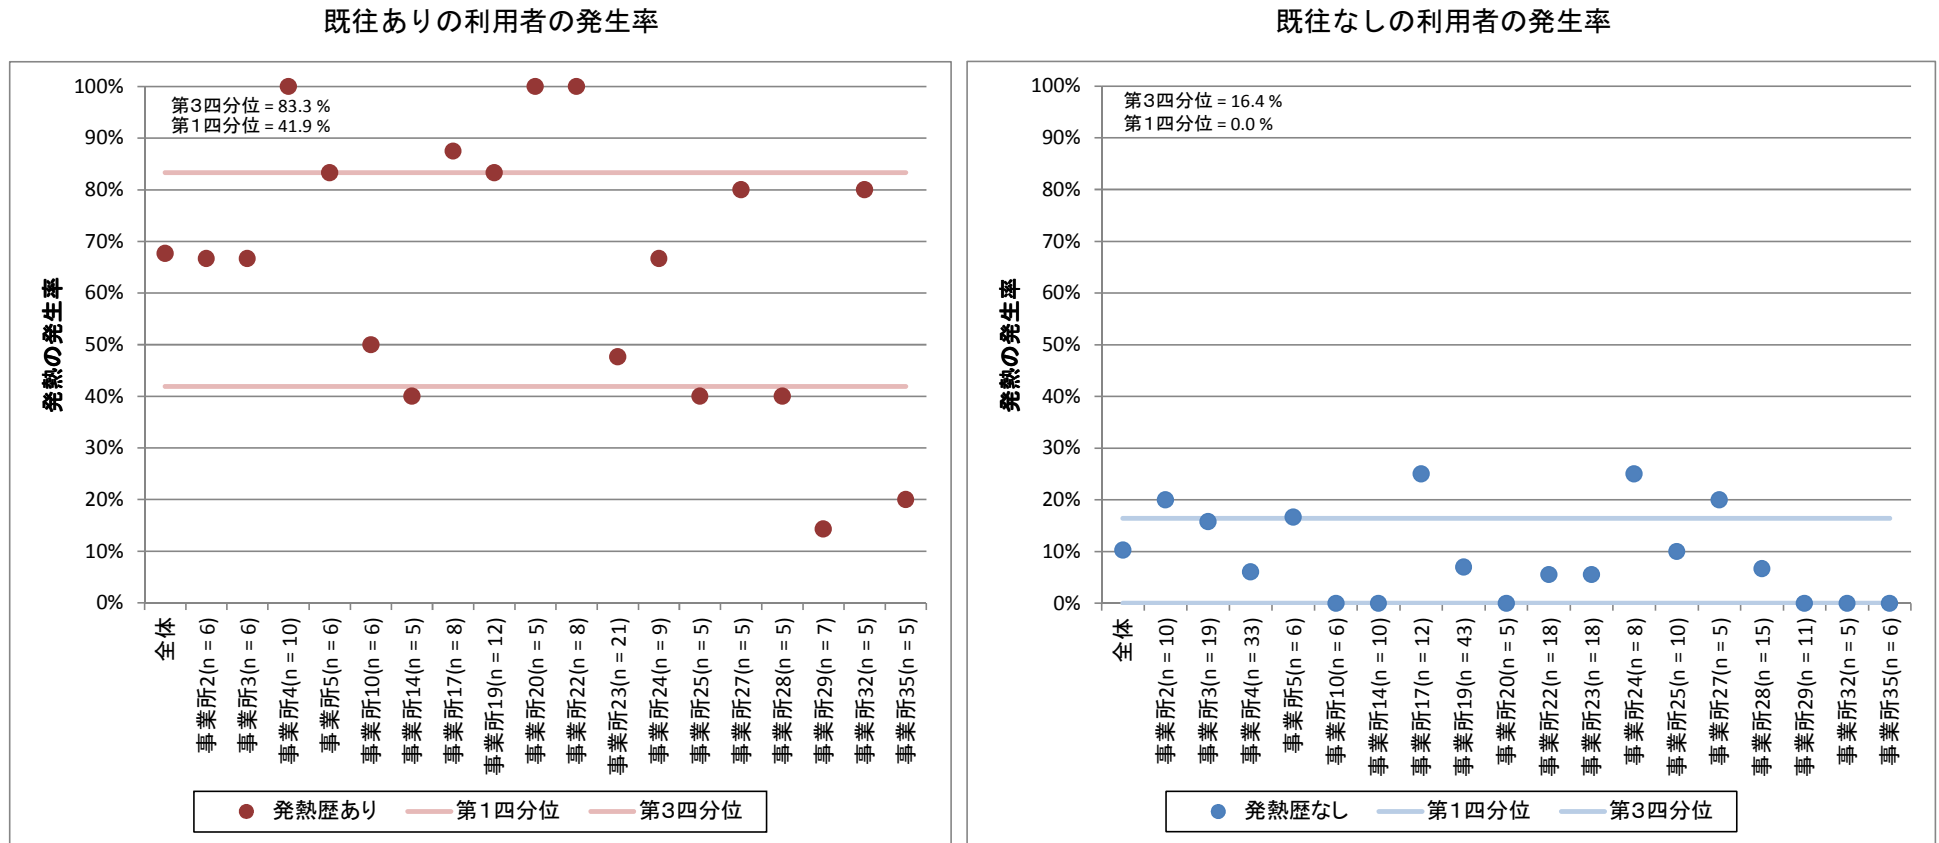 既往ありの利用者の発生率
第3四分位 = 83.3 %
第1四分位 = 41.9 %
発熱の発生率
100%
90%
80%
70%
60%
50%
40%
30%
20%
10%
0%
全体
事業所2(n = 6)
事業所3(n = 6)
事業所4(n = 10)
事業所5(n = 6)
事業所10(n = 6)
事業所14(n = 5)
事業所17(n = 8)
事業所19(n = 12)
事業所20(n = 5)
事業所22(n = 8)
事業所23(n = 21)
事業所24(n = 9)
事業所25(n = 5)
事業所27(n = 5)
事業所28(n = 5)
事業所29(n = 7)
事業所32(n = 5)
事業所35(n = 5)
発熱歴あり 第1四分位 第3四分位
既往なしの利用者の発生率
第3四分位 = 16.4 %
第1四分位 = 0.0 %
発熱の発生率
100%
90%
80%
70%
60%
50%
40%
30%
20%
10%
0%
全体
事業所2(n = 10)
事業所3(n = 19)
事業所4(n = 33)
事業所5(n = 6)
事業所10(n = 6)
事業所14(n = 10)
事業所17(n = 12)
事業所19(n = 43)
事業所20(n = 5)
事業所22(n = 18)
事業所23(n = 18)
事業所24(n = 8)
事業所25(n = 10)
事業所27(n = 5)
事業所28(n = 15)
事業所29(n = 11)
事業所32(n = 5)
事業所35(n = 6)
発熱歴なし 第1四分位 第3四分位